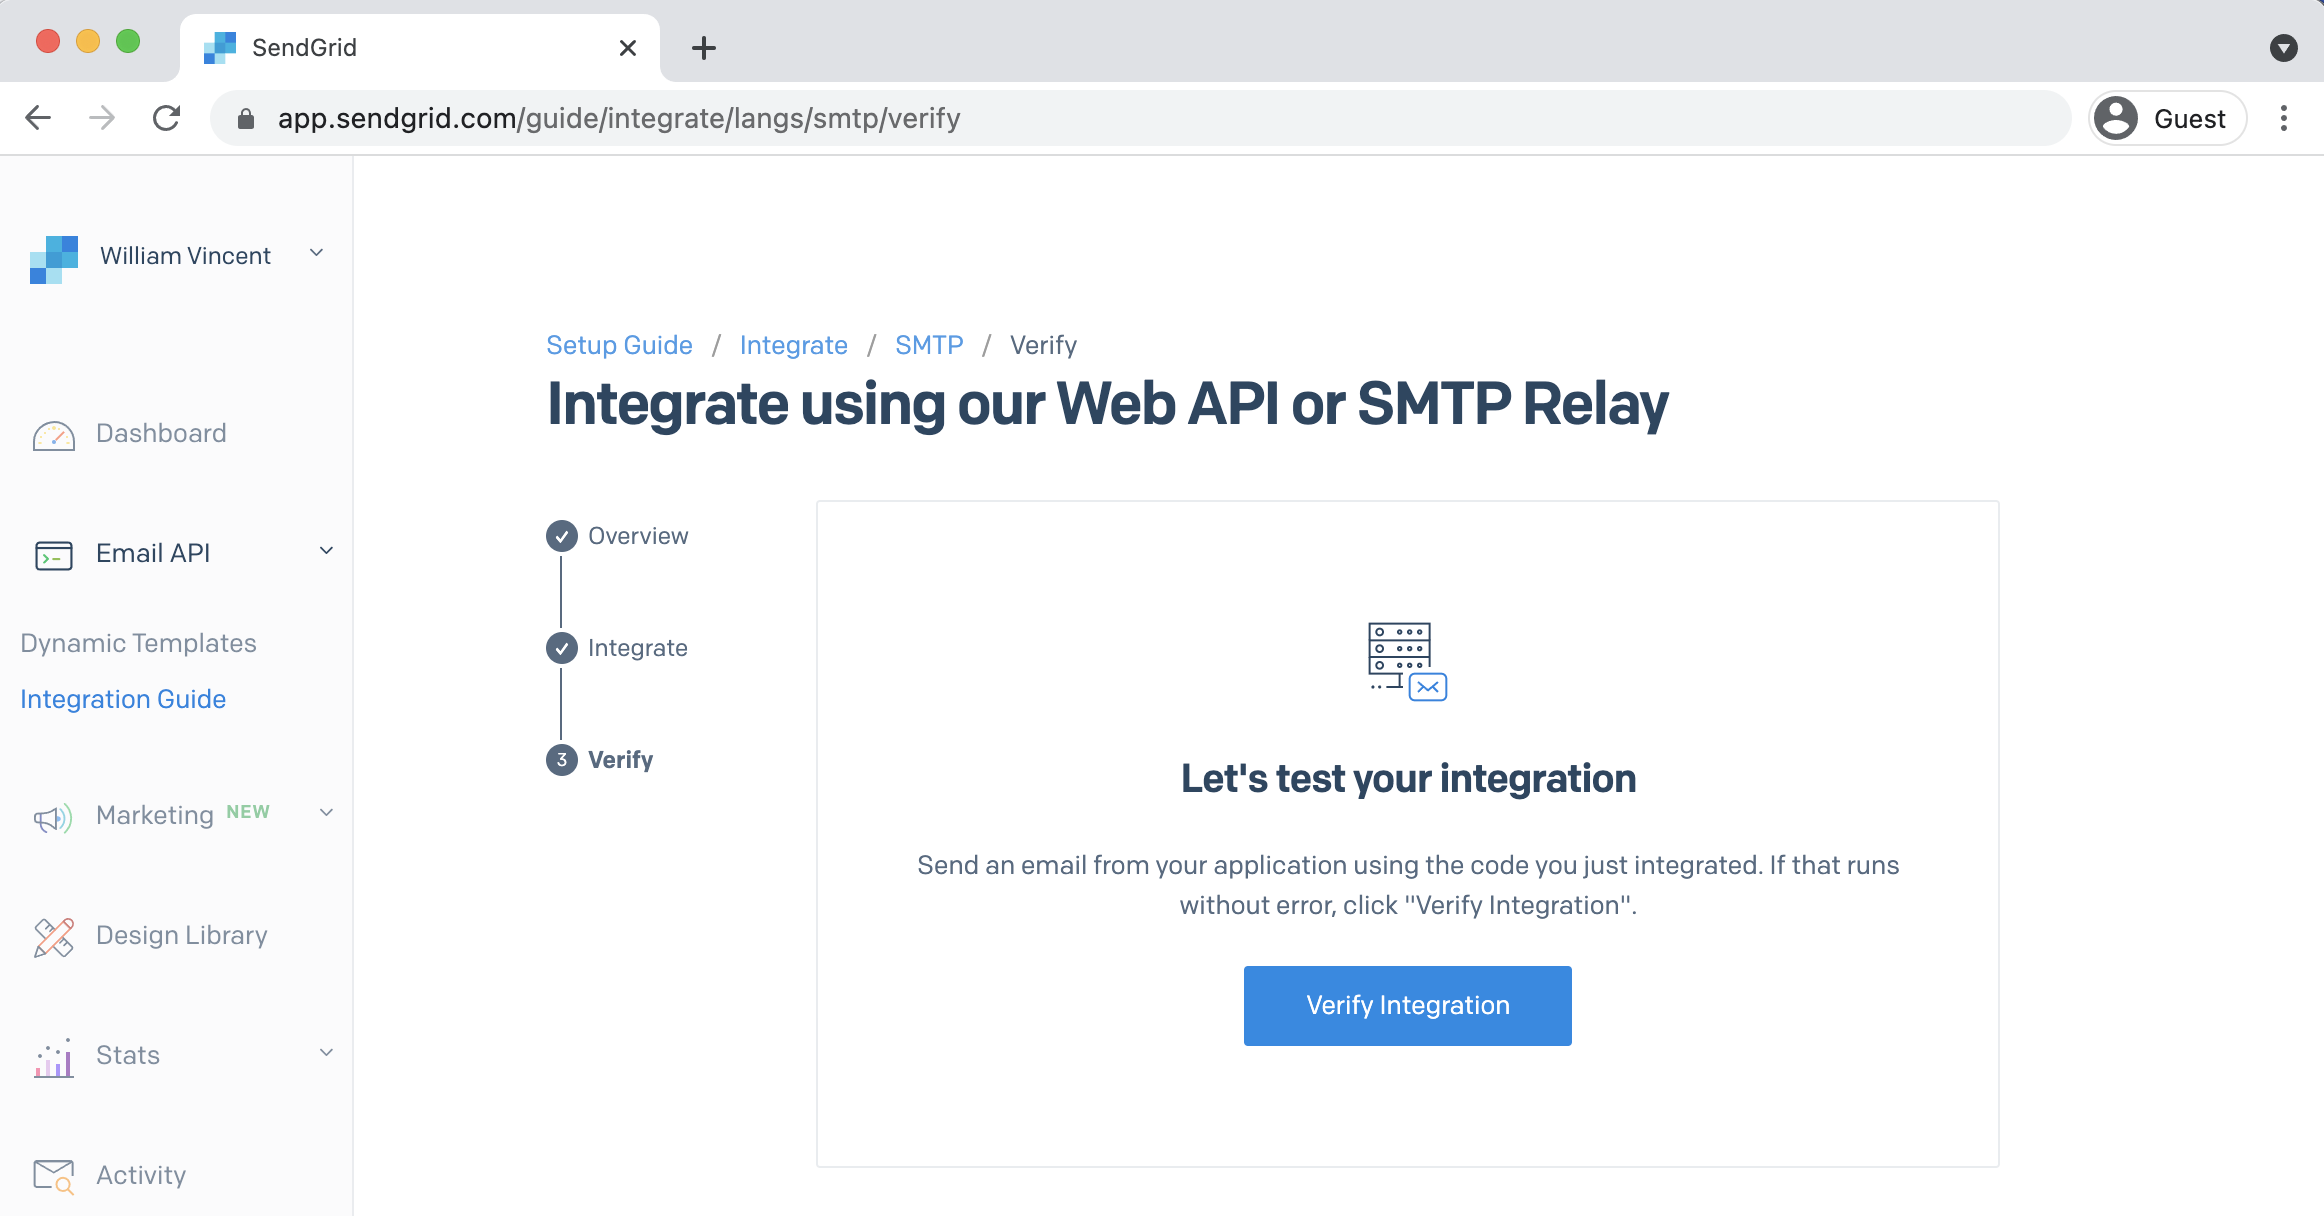 SendGrid
app.sendgrid.com/guide/integrate/langs/smtp/verify
Guest
William Vincent
Dashboard
Email API
Dynamic Templates
Integration Guide
Marketing NEW
Design Library
Stats
Activity
Setup Guide / Integrate / SMTP / Verify
Integrate using our Web API or SMTP Relay
Overview
Integrate
3 Verify
Let's test your integration
Send an email from your application using the code you just integrated. If that runs
without error, click "Verify Integration".
Verify Integration